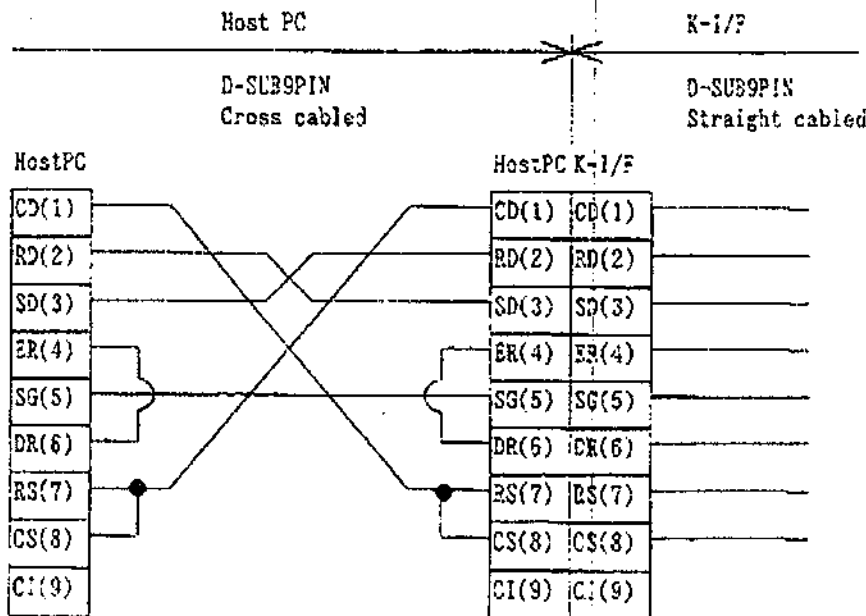 Host PC K-I/F
D-SUB9PIN D-SUB9PIN
Cross cabled Straight cabled
HostPC HostPC K-I/F
CD(1) CD(1) CD(1)
RD(2) RD(2) RD(2)
SD(3) SD(3) SD(3)
ER(4) ER(4) ER(4)
SG(5) SG(5) SG(5)
DR(6) DR(6) DR(6)
RS(7) RS(7) RS(7)
CS(8) CS(8) CS(8)
CI(9) CI(9) CI(9)